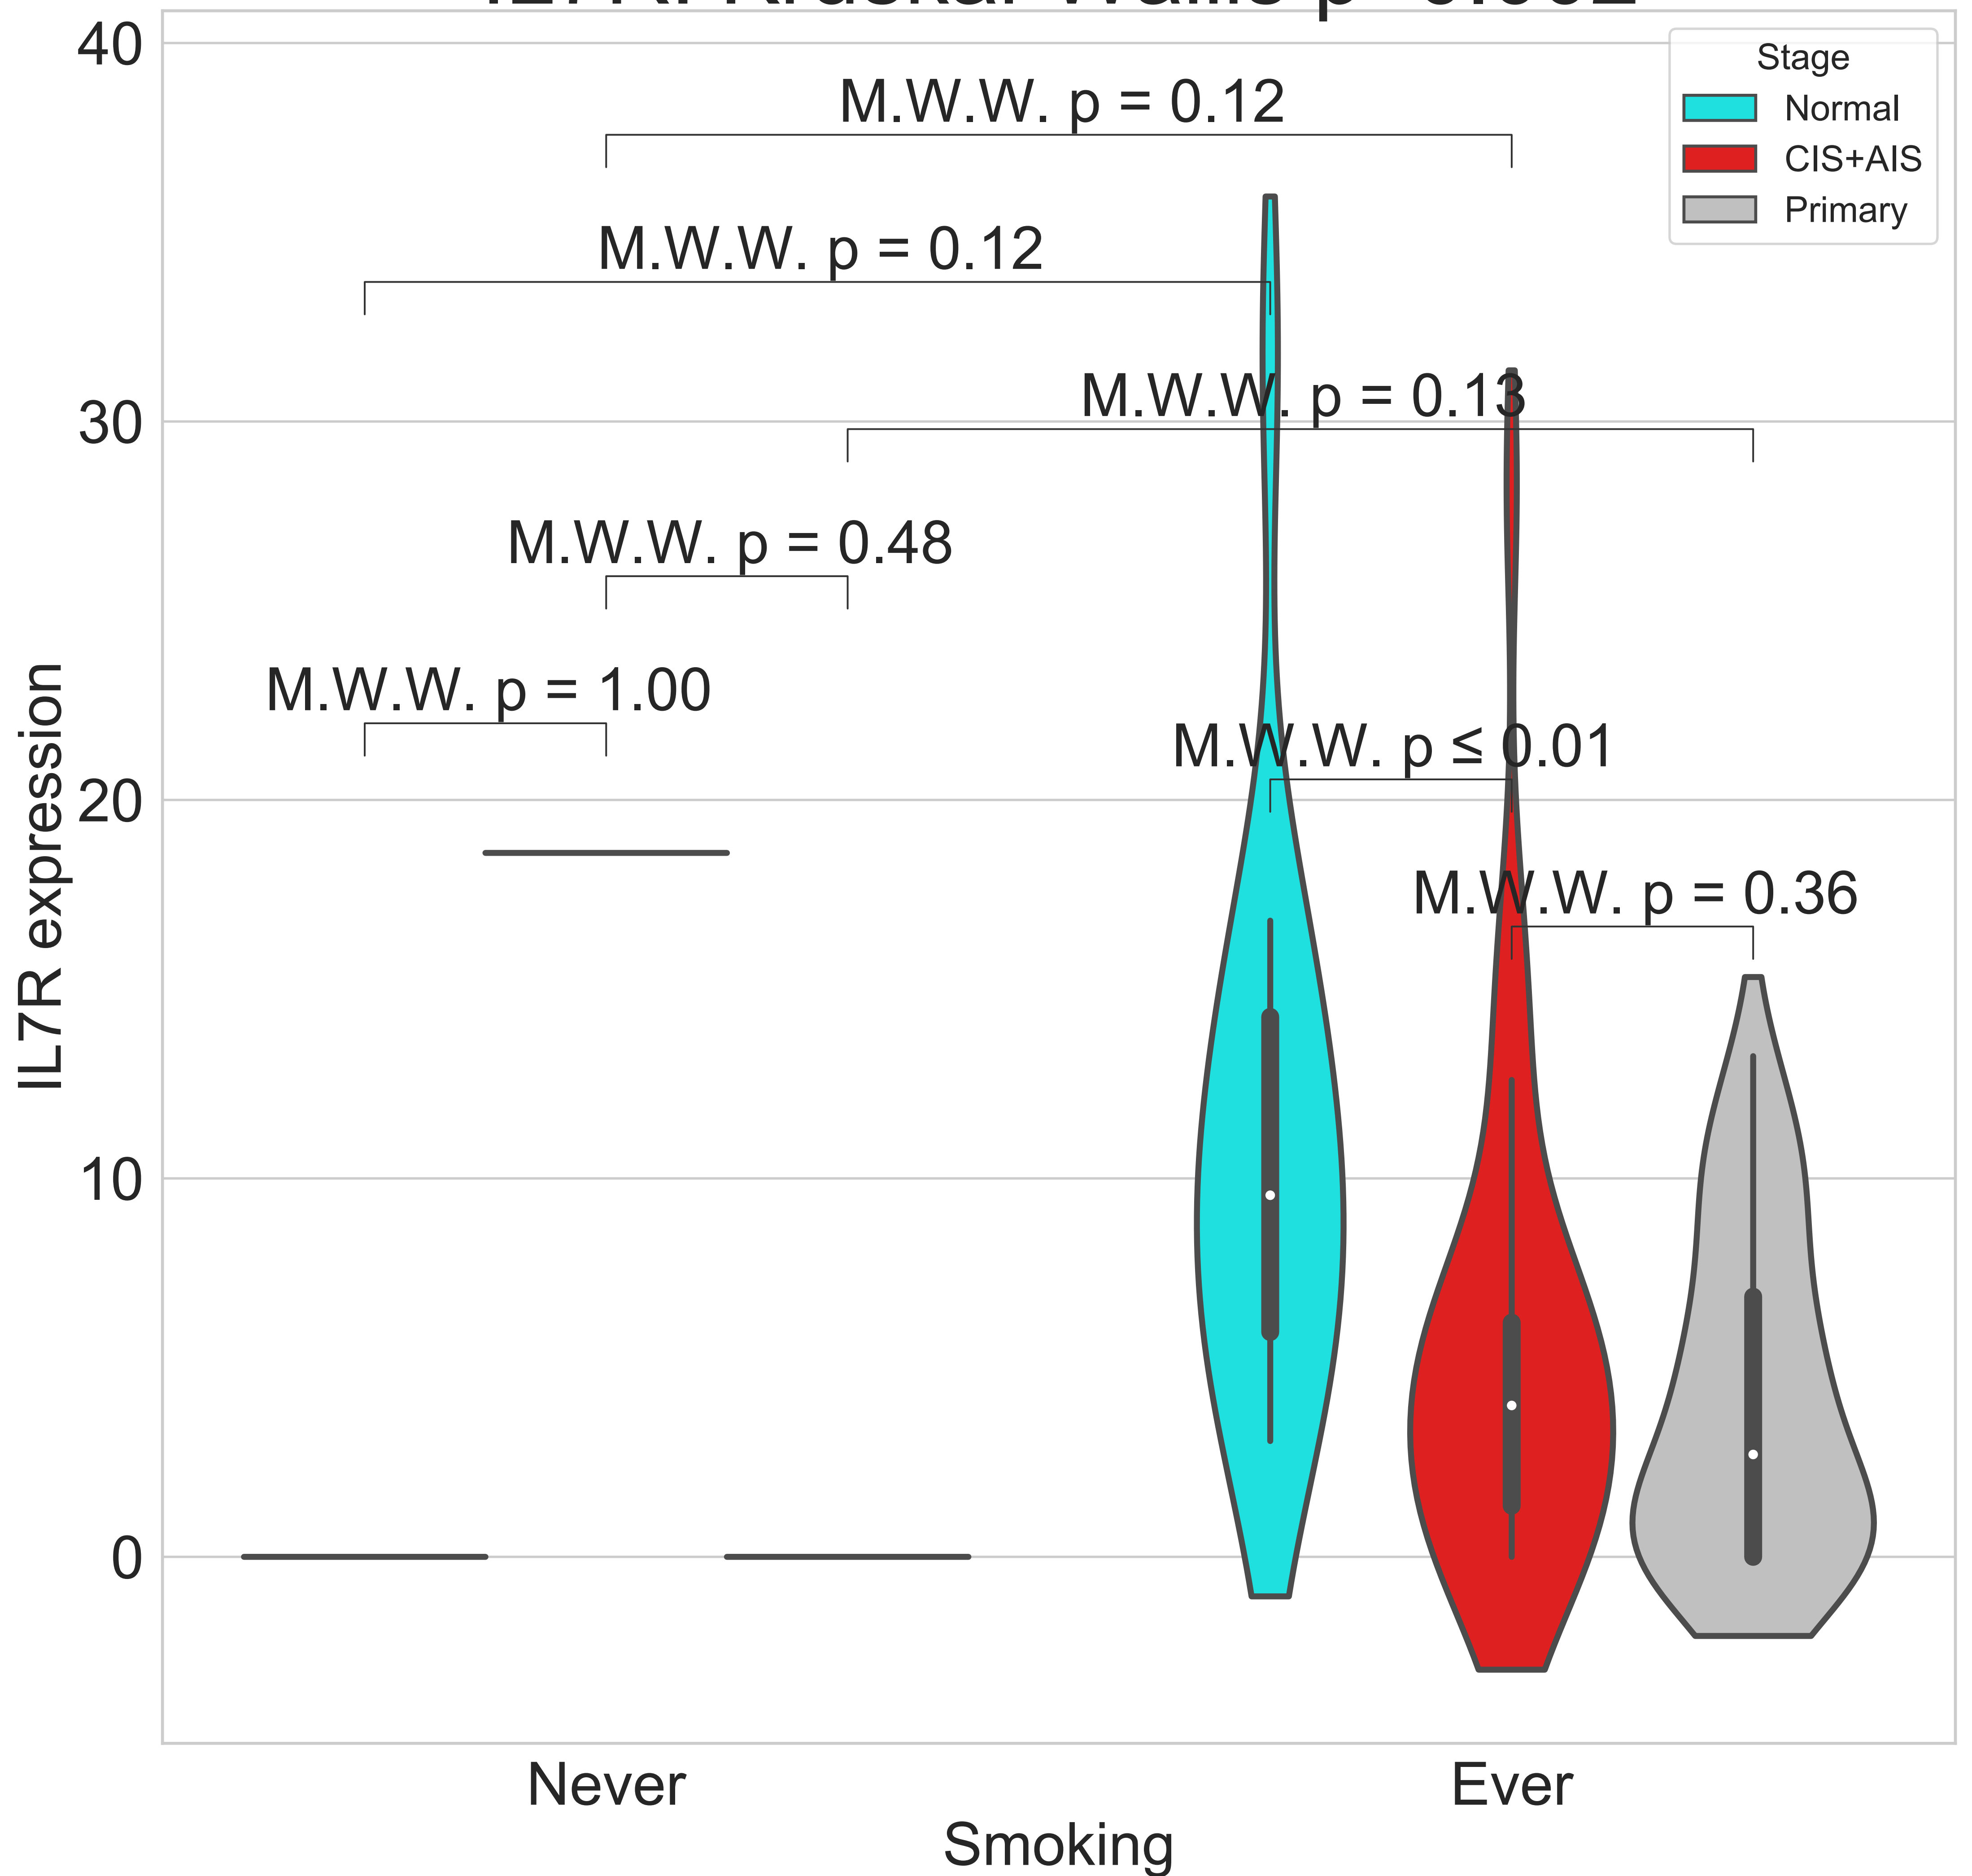 40
30
20
10
0
IL7R expression
M.W.W. p = 0.12
M.W.W. p = 0.12
M.W.W. p = 0.13
M.W.W. p = 0.48
M.W.W. p = 1.00
M.W.W. p ≤ 0.01
M.W.W. p = 0.36
Stage
Normal
CIS+AIS
Primary
Never
Ever
Smoking